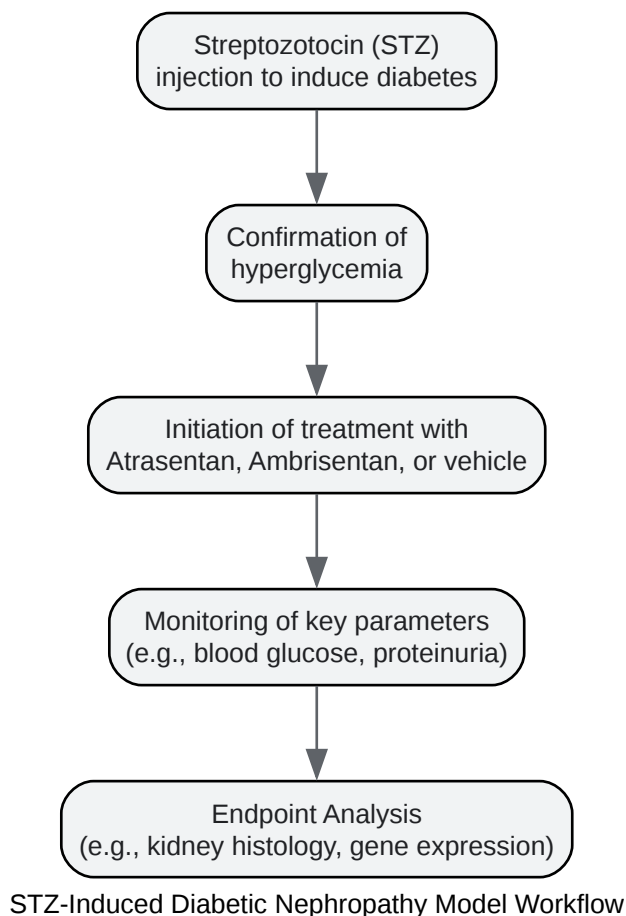 Streptozotocin (STZ)
injection to induce diabetes
Confirmation of
hyperglycemia
Initiation of treatment with
Atrasentan, Ambrisentan, or vehicle
Monitoring of key parameters
(e.g., blood glucose, proteinuria)
Endpoint Analysis
(e.g., kidney histology, gene expression)
STZ-Induced Diabetic Nephropathy Model Workflow